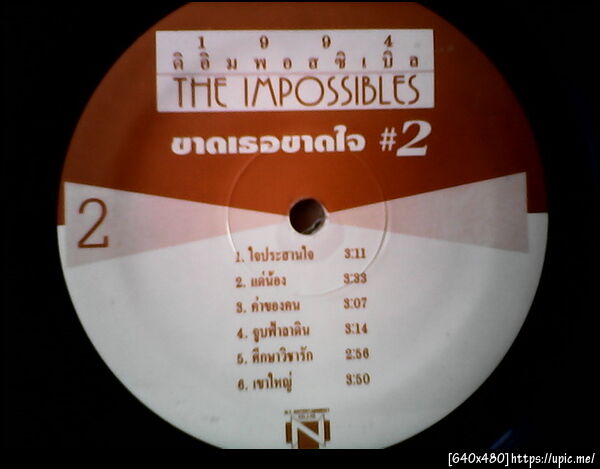 1 9 9 4
ดิ อิ ม พ อ ส ซิ เ บิ ล
THE IMPOSSIBLES
ขาดเธอขาดใจ #2
2
1. ใจประสานใจ 3:11
2. แด่น้อง 3:33
3. ค่าของคน 3:07
4. จูบฟ้าลาดิน 3:14
5. ศึกษาวิชารัก 2:56
6. เขาใหญ่ 3:50
N
[640x480]https://upic.me/